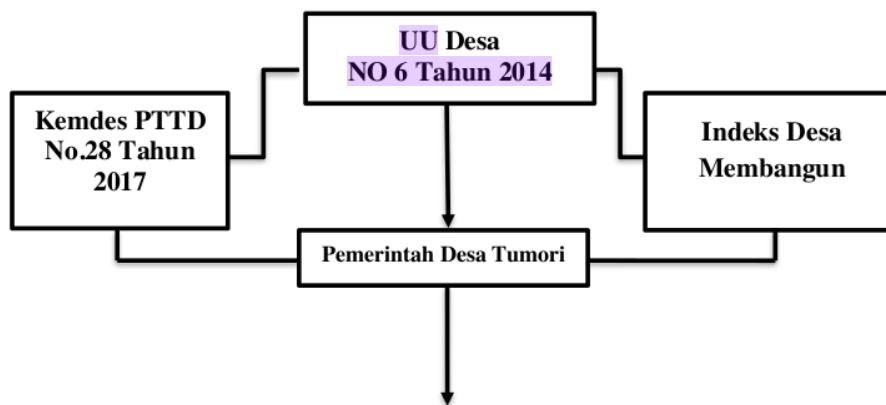 UU Desa
NO 6 Tahun 2014
Kemdes PTTD
No.28 Tahun
2017
Indeks Desa
Membangun
Pemerintah Desa Tumori